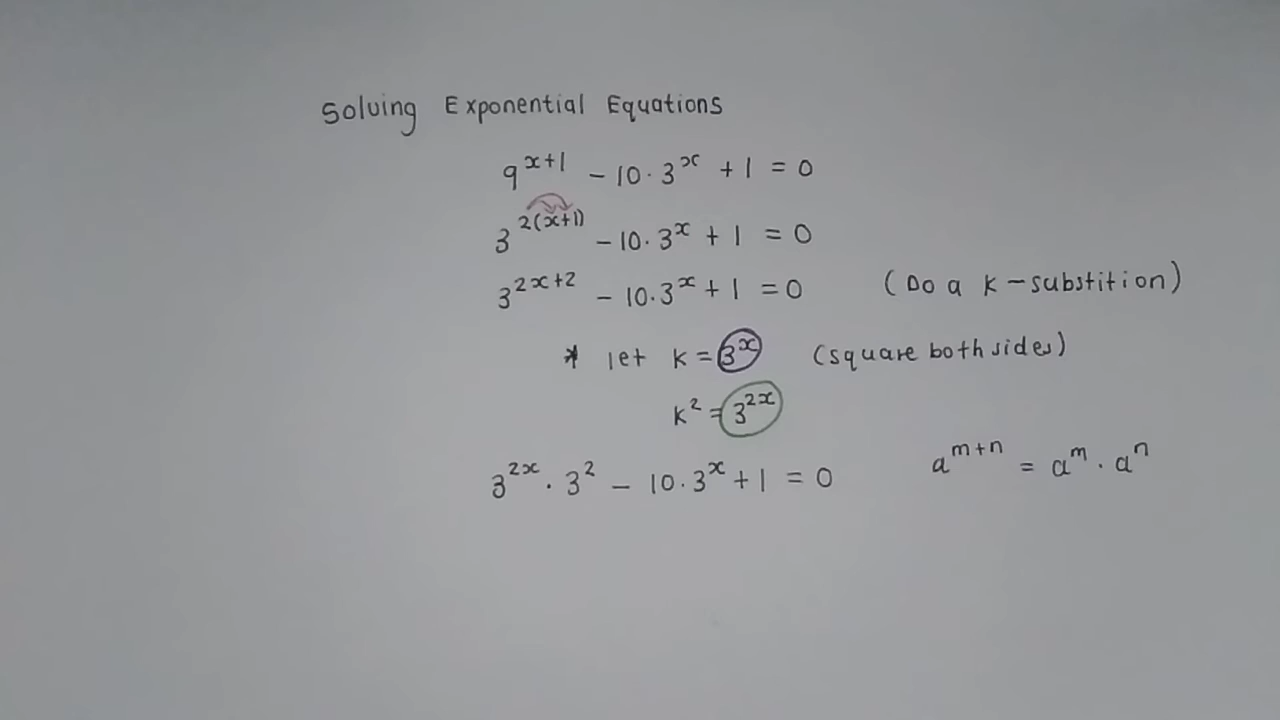 Solving Exponential Equations
9^{x+1} - 10·3^x + 1 = 0
3^{2(x+1)} - 10·3^x + 1 = 0
3^{2x+2} - 10·3^x + 1 = 0 (Do a k-substition)
* let k = 3^x (square both sides)
k^2 = 3^{2x}
3^{2x} · 3^2 - 10·3^x + 1 = 0 a^{m+n} = a^m · a^n